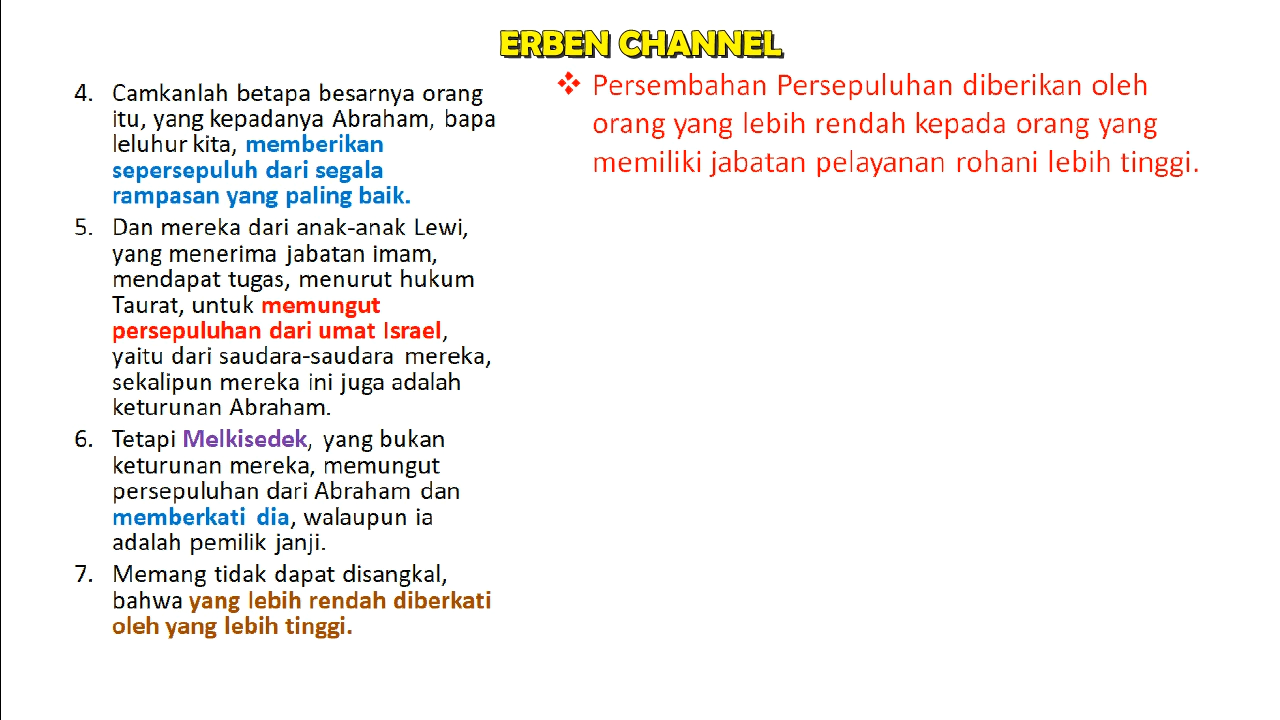 ERBEN CHANNEL
4. Camkanlah betapa besarnya orang
itu, yang kepadanya Abraham, bapa
leluhur kita, memberikan
sepersepuluh dari segala
rampasan yang paling baik.
5. Dan mereka dari anak-anak Lewi,
yang menerima jabatan imam,
mendapat tugas, menurut hukum
Taurat, untuk memungut
persepuluhan dari umat Israel,
yaitu dari saudara-saudara mereka,
sekalipun mereka ini juga adalah
keturunan Abraham.
6. Tetapi Melkisedek, yang bukan
keturunan mereka, memungut
persepuluhan dari Abraham dan
memberkati dia, walaupun ia
adalah pemilik janji.
7. Memang tidak dapat disangkal,
bahwa yang lebih rendah diberkati
oleh yang lebih tinggi.
❖ Persembahan Persepuluhan diberikan oleh
orang yang lebih rendah kepada orang yang
memiliki jabatan pelayanan rohani lebih tinggi.